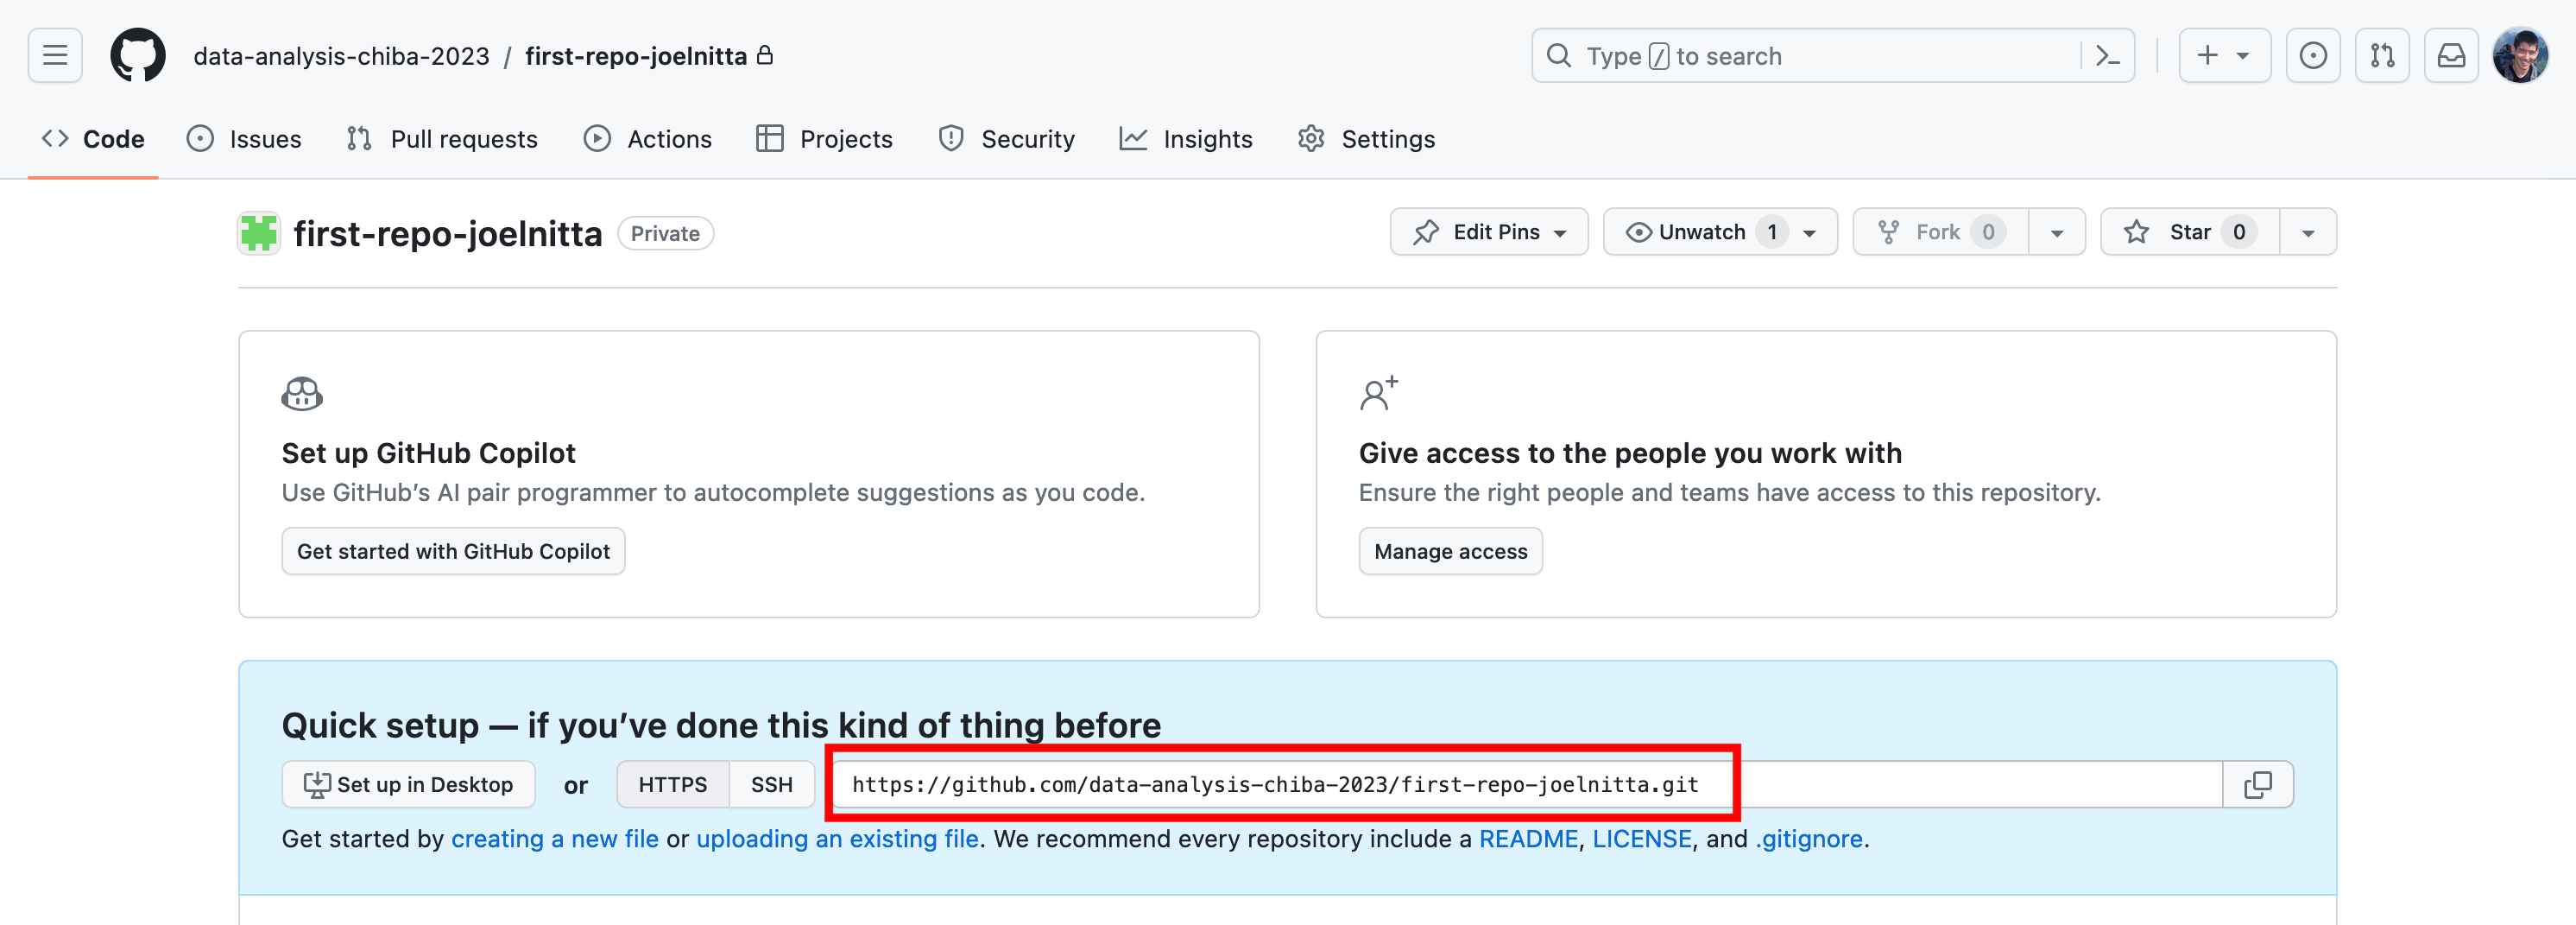 data-analysis-chiba-2023 / first-repo-joelnitta
Type / to search
Code Issues Pull requests Actions Projects Security Insights Settings
first-repo-joelnitta Private
Edit Pins Unwatch 1 Fork 0 Star 0
Set up GitHub Copilot
Use GitHub’s AI pair programmer to autocomplete suggestions as you code.
Get started with GitHub Copilot
Give access to the people you work with
Ensure the right people and teams have access to this repository.
Manage access
Quick setup — if you’ve done this kind of thing before
Set up in Desktop or HTTPS SSH https://github.com/data-analysis-chiba-2023/first-repo-joelnitta.git
Get started by creating a new file or uploading an existing file. We recommend every repository include a README, LICENSE, and .gitignore.